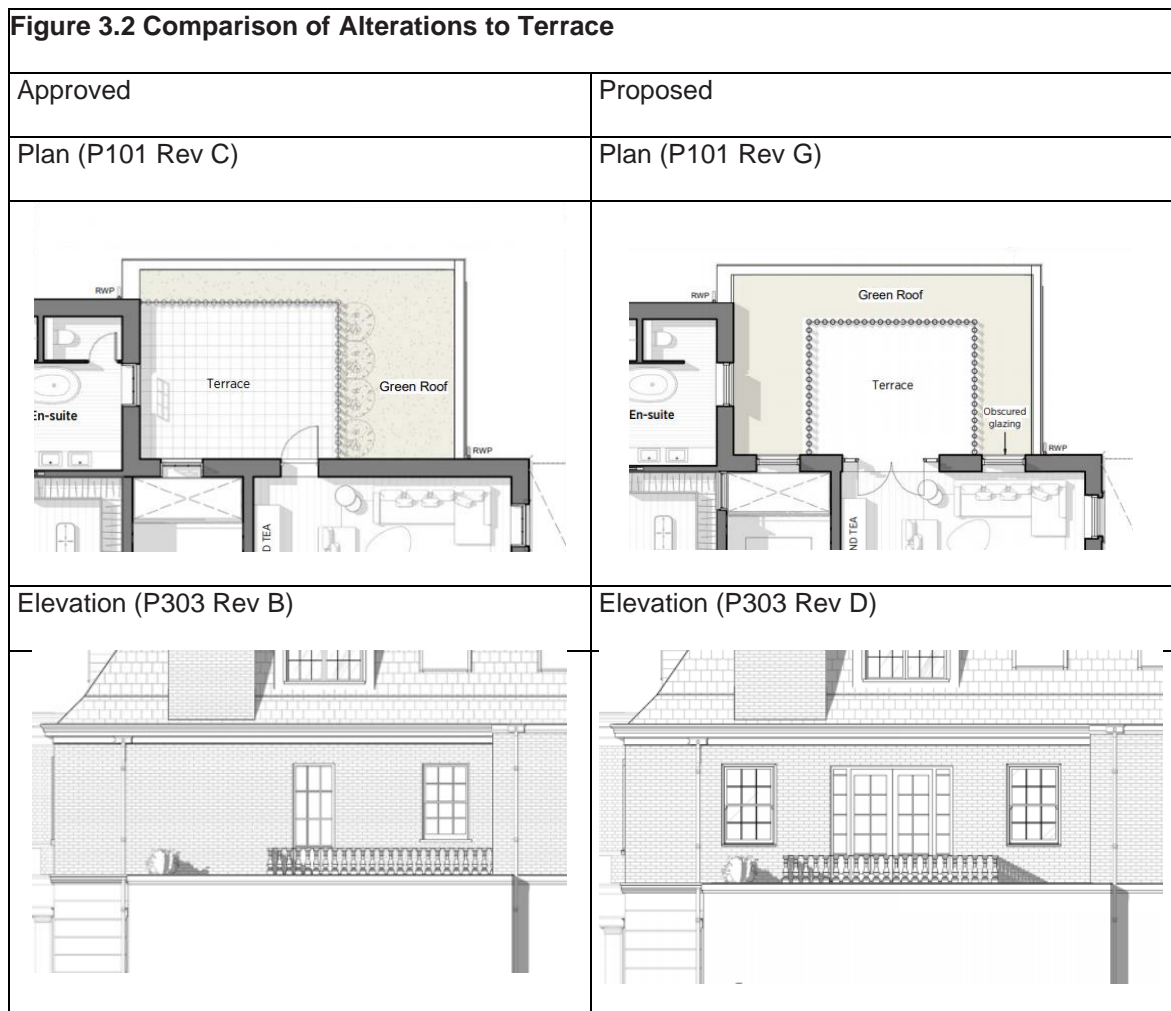 Figure 3.2 Comparison of Alterations to Terrace
Approved
Proposed
Plan (P101 Rev C)
Plan (P101 Rev G)
RWP
Terrace
Green Roof
En-suite
RWP
D TEA
RWP
Green Roof
Terrace
En-suite
Obscured
glazing
RWP
ND TEA
Elevation (P303 Rev B)
Elevation (P303 Rev D)